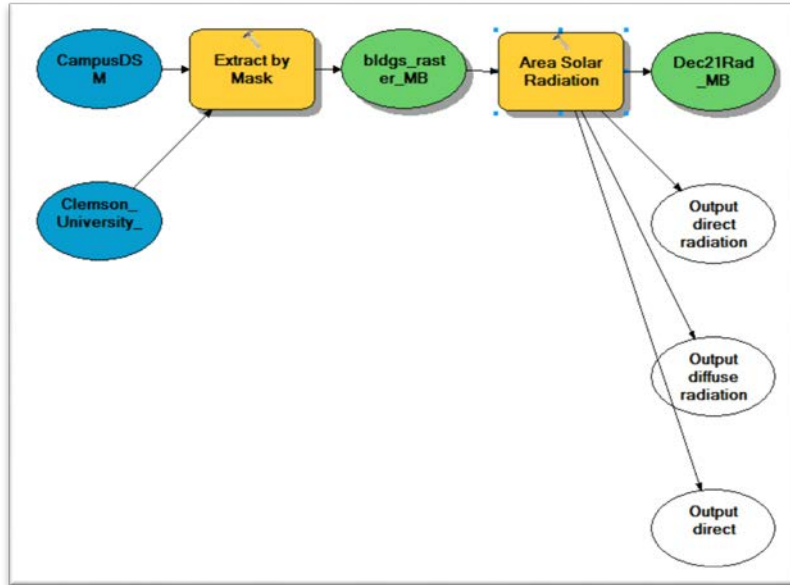 CampusDS
M
Extract by
Mask
bldgs_rast
er_MB
Area Solar
Radiation
Dec21Rad
_MB
Clemson_
University_
Output
direct
radiation
Output
diffuse
radiation
Output
direct